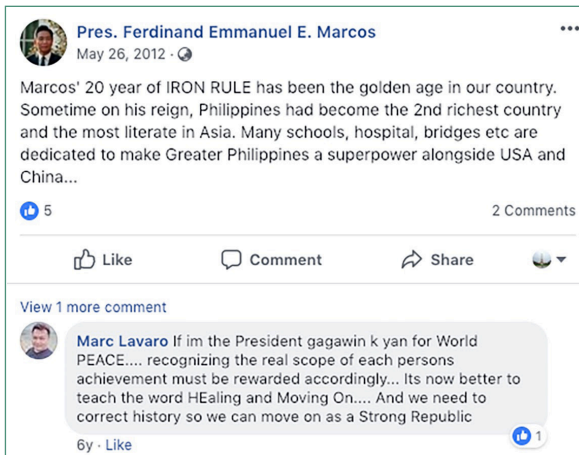 Pres. Ferdinand Emmanuel E. Marcos
May 26, 2012 ·
Marcos' 20 year of IRON RULE has been the golden age in our country.
Sometime on his reign, Philippines had become the 2nd richest country
and the most literate in Asia. Many schools, hospital, bridges etc are
dedicated to make Greater Philippines a superpower alongside USA and
China...
5 2 Comments
Like Comment Share
View 1 more comment
Marc Lavaro If im the President gagawin k yan for World
PEACE.... recognizing the real scope of each persons
achievement must be rewarded accordingly... Its now better to
teach the word HEaling and Moving On.... And we need to
correct history so we can move on as a Strong Republic
1
6y · Like